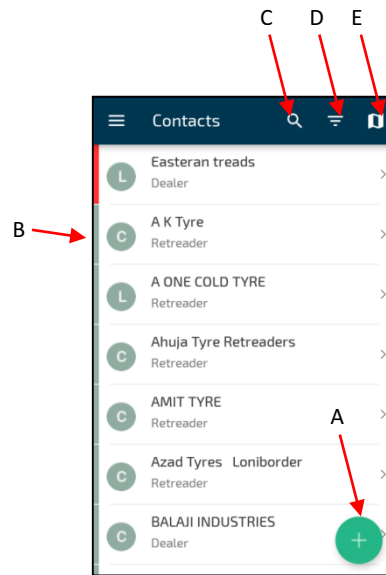 C D E
Contacts
L Easteran treads
Dealer
B
C A K Tyre
Retreader
L A ONE COLD TYRE
Retreader
C Ahuja Tyre Retreaders
Retreader
C AMIT TYRE
Retreader
A
C Azad Tyres Loniborder
Retreader
C BALAJI INDUSTRIES
Dealer